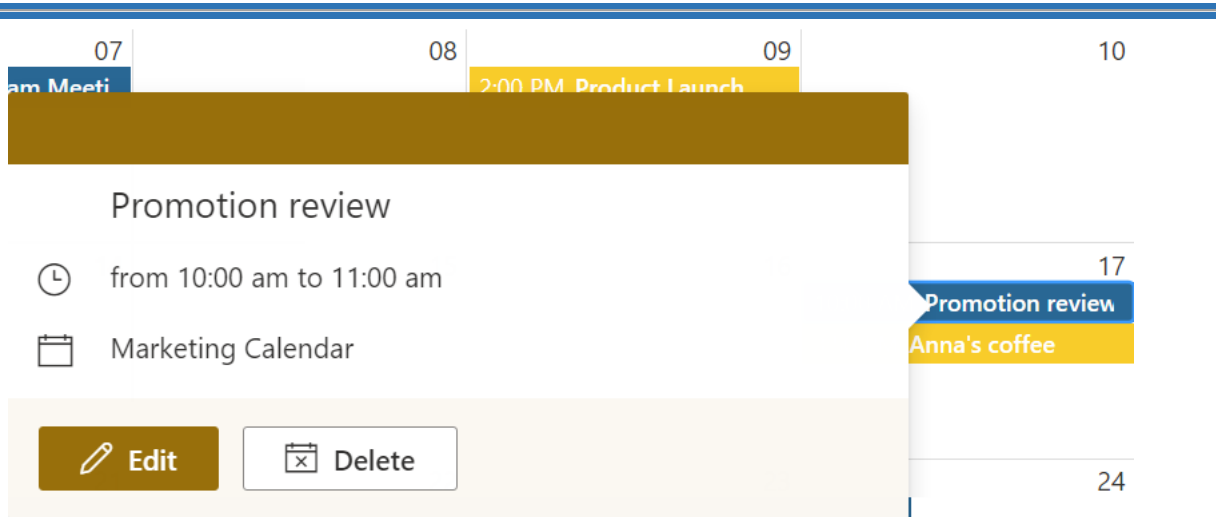 07 08 09 10
am Meeti 2:00 PM Product Launch
Promotion review
from 10:00 am to 11:00 am
17
Promotion review
Marketing Calendar
Anna's coffee
Edit Delete
24